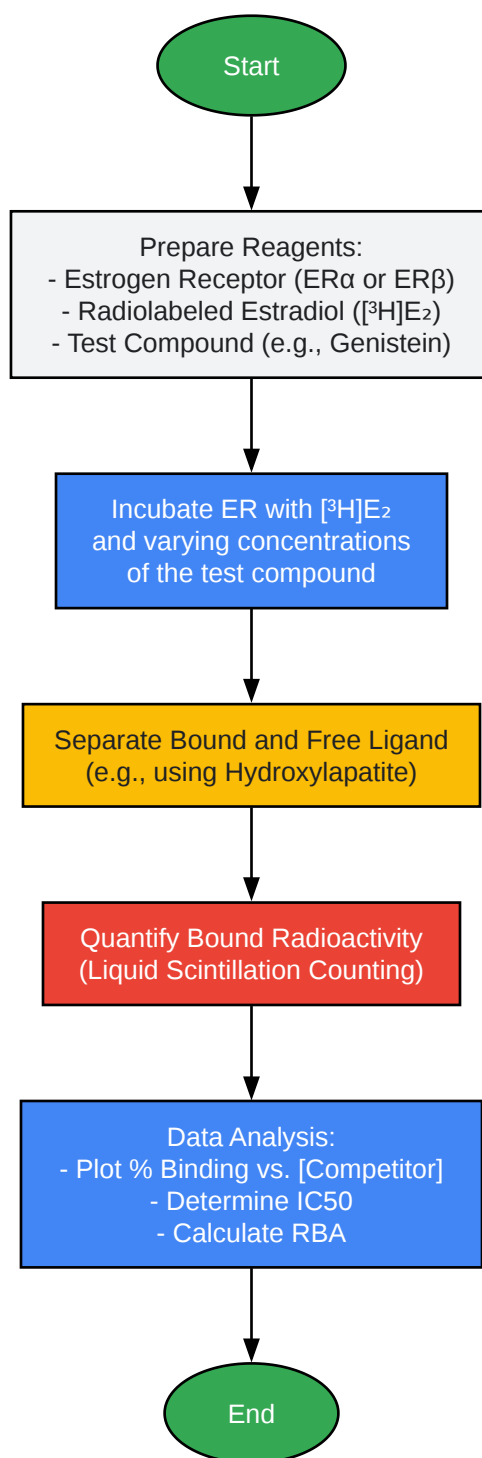 Start
Prepare Reagents:
- Estrogen Receptor (ERα or ERβ)
- Radiolabeled Estradiol ([³H]E₂)
- Test Compound (e.g., Genistein)
Incubate ER with [³H]E₂
and varying concentrations
of the test compound
Separate Bound and Free Ligand
(e.g., using Hydroxylapatite)
Quantify Bound Radioactivity
(Liquid Scintillation Counting)
Data Analysis:
- Plot % Binding vs. [Competitor]
- Determine IC50
- Calculate RBA
End